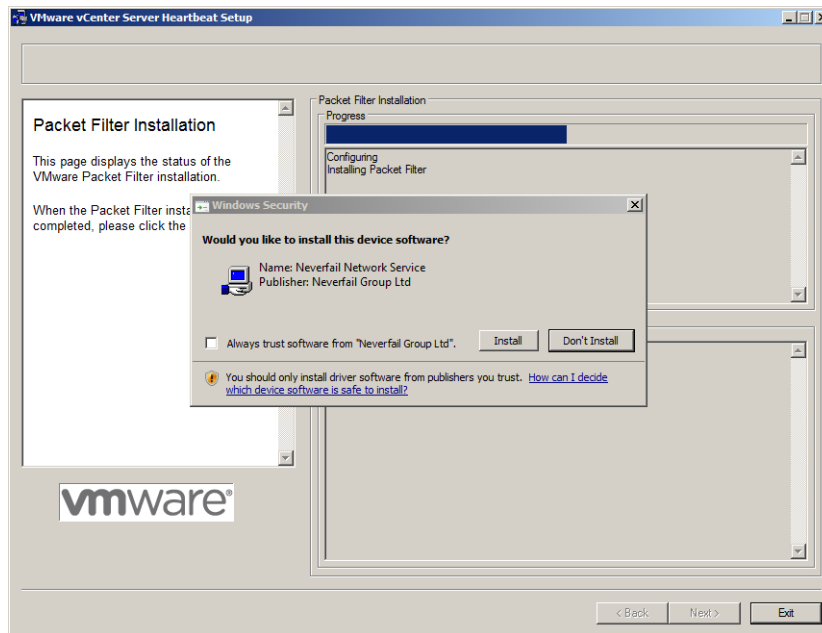 VMware vCenter Server Heartbeat Setup
Packet Filter Installation
This page displays the status of the
VMware Packet Filter installation.
When the Packet Filter insta
completed, please click the
Packet Filter Installation
Progress
Configuring
Installing Packet Filter
Windows Security
Would you like to install this device software?
Name: Neverfail Network Service
Publisher: Neverfail Group Ltd
Always trust software from "Neverfail Group Ltd".
Install
Don't Install
You should only install driver software from publishers you trust. How can I decide
which device software is safe to install?
vmware®
< Back
Next >
Exit